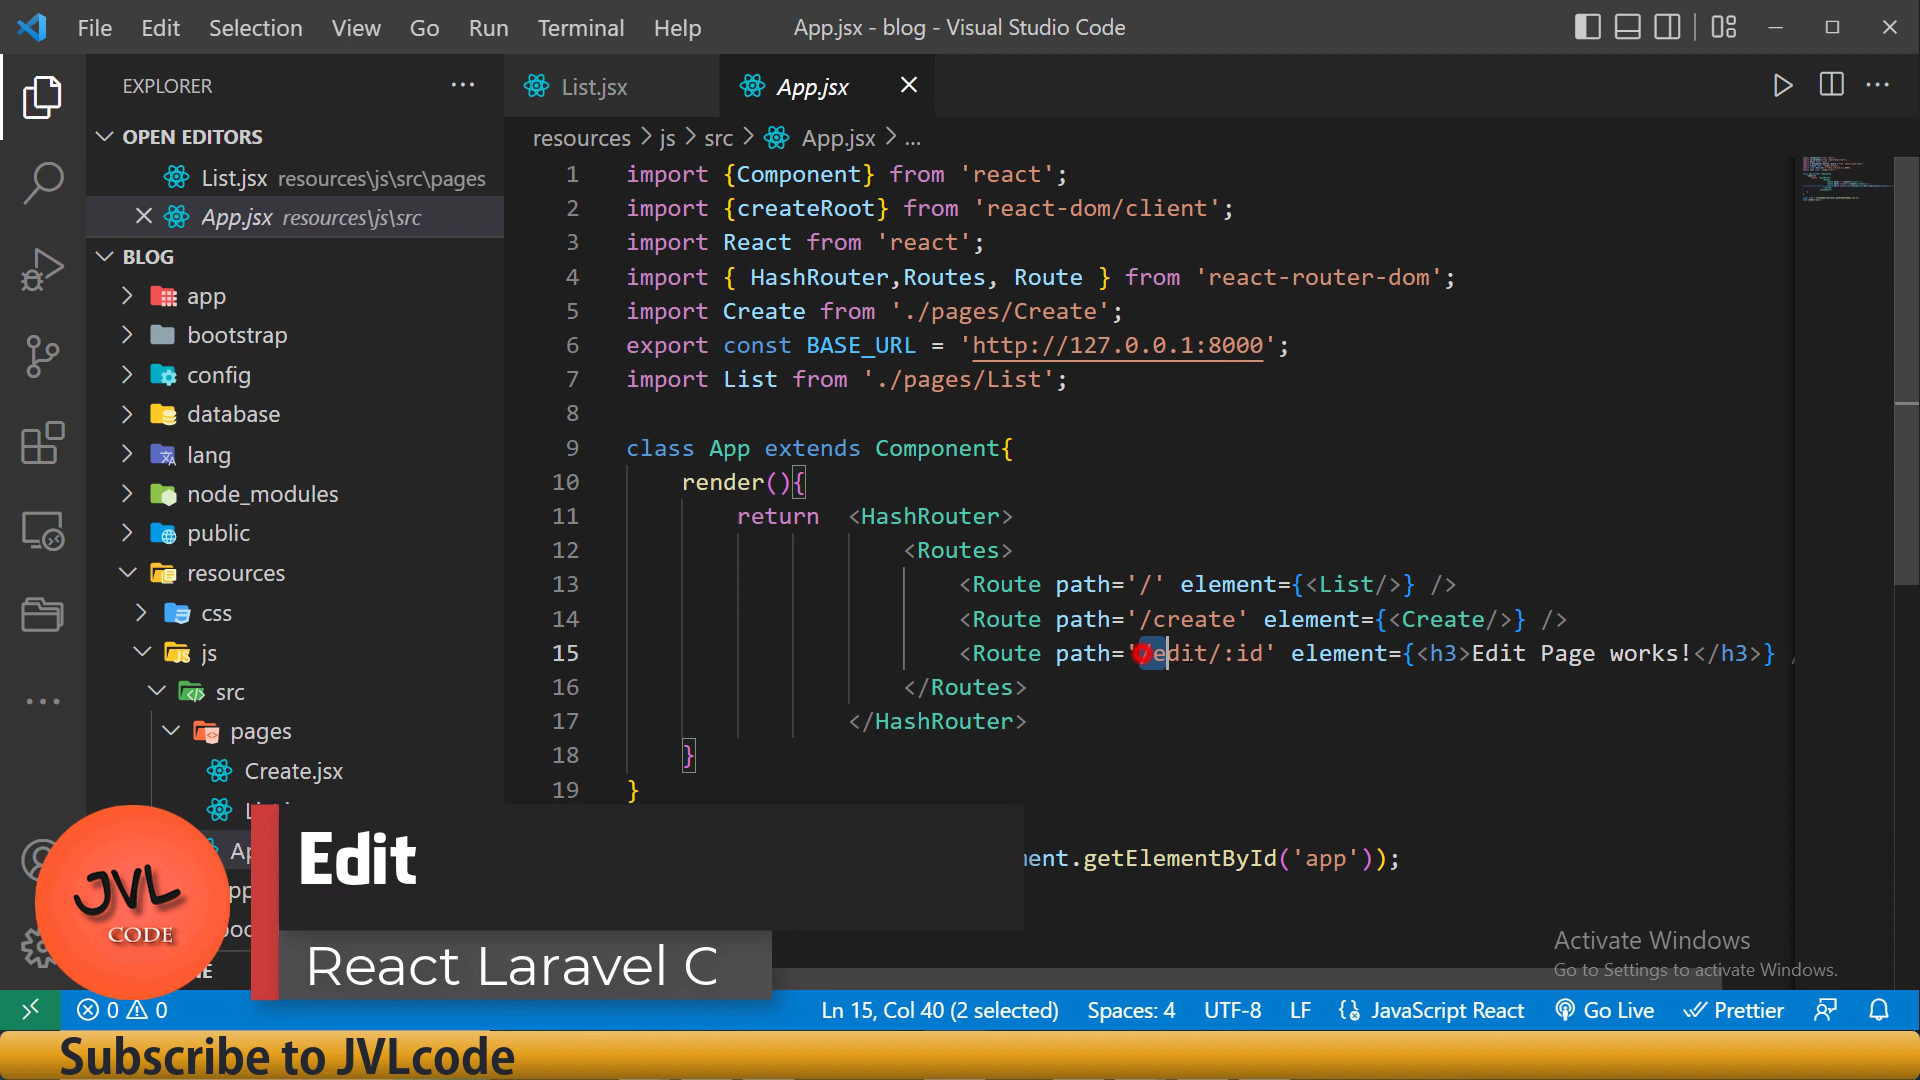 File Edit Selection View Go Run Terminal Help
App.jsx - blog - Visual Studio Code
EXPLORER
OPEN EDITORS
List.jsx resources\js\src\pages
App.jsx resources\js\src
BLOG
app
bootstrap
config
database
lang
node_modules
public
resources
css
js
src
pages
Create.jsx
List.jsx App.jsx
resources > js > src > App.jsx > ...
1 import {Component} from 'react';
2 import {createRoot} from 'react-dom/client';
3 import React from 'react';
4 import { HashRouter,Routes, Route } from 'react-router-dom';
5 import Create from './pages/Create';
6 export const BASE_URL = 'http://127.0.0.1:8000';
7 import List from './pages/List';
8
9 class App extends Component{
10 render(){
11 return <HashRouter>
12 <Routes>
13 <Route path='/' element={<List/>} />
14 <Route path='/create' element={<Create/>} />
15 <Route path='/edit/:id' element={<h3>Edit Page works!</h3>} /
16 </Routes>
17 </HashRouter>
18 }
19 }
ment.getElementById('app'));
JVL
CODE
Edit
React Laravel C
Activate Windows
Go to Settings to activate Windows.
0 0
Ln 15, Col 40 (2 selected) Spaces: 4 UTF-8 LF JavaScript React Go Live Prettier
Subscribe to JVLcode